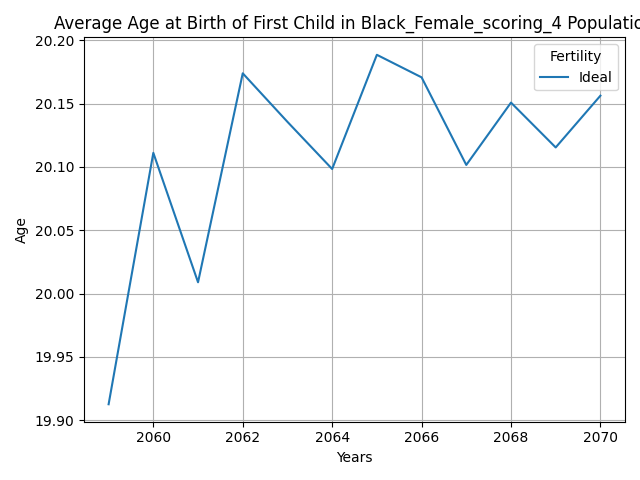 Average Age at Birth of First Child in Black_Female_scoring_4 Populatio
Fertility
Ideal
20.20
20.15
20.10
20.05
20.00
19.95
19.90
Age
2060 2062 2064 2066 2068 2070
Years